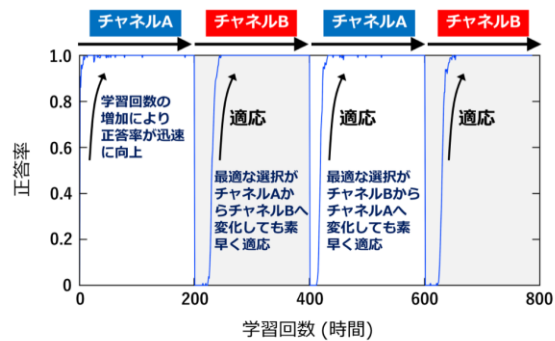 チャネルA
チャネルB
チャネルA
チャネルB
正答率
1.0
0.8
0.6
0.4
0.2
0
学習回数の
増加により
正答率が迅速
に向上
適応
最適な選択が
チャネルAか
らチャネルBへ
変化しても素
早く適応
適応
最適な選択が
チャネルBから
チャネルAへ
変化しても素
早く適応
適応
0
200
400
600
800
学習回数 (時間)